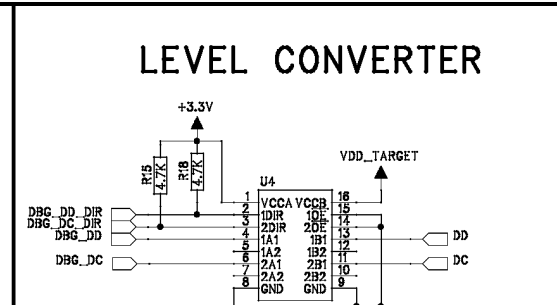 LEVEL CONVERTER
+3.3V
R15
4.7K
R18
4.7K
VDD_TARGET
U4
1 VCCA VCCB 16
DBG_DD_DIR 2 1DIR 1OE 15
DBG_DC_DIR 3 2DIR 2OE 14
DBG_DD 4 1A1 1B1 13 DD
5 1A2 1B2 12
DBG_DC 6 2A1 2B1 11 DC
7 2A2 2B2 10
8 GND GND 9